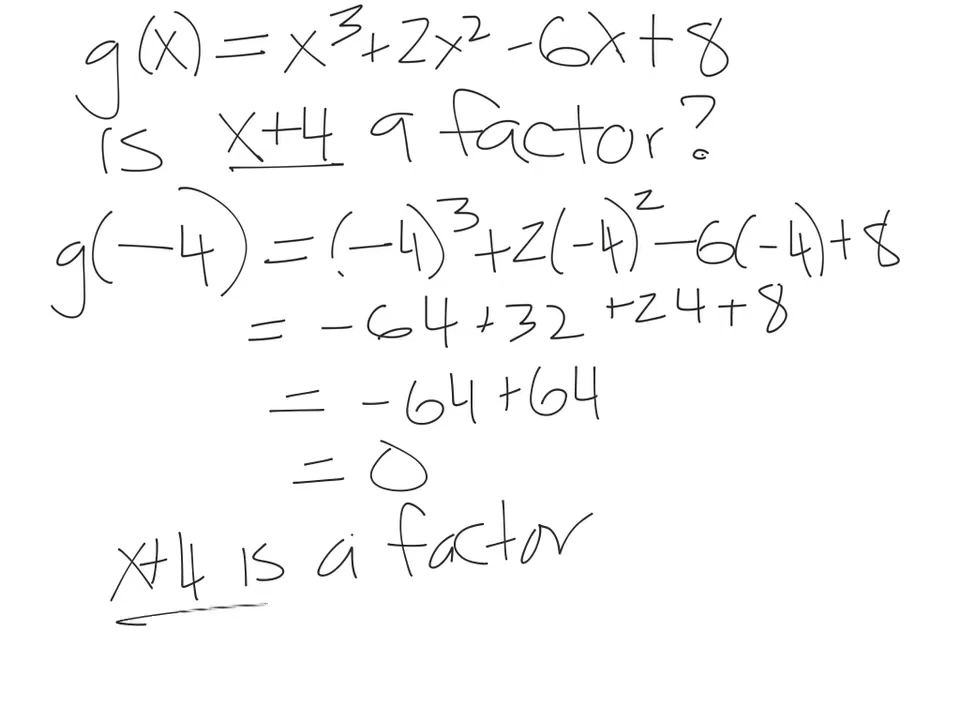 g(x) = x³+2x² -6x+8
is x+4 a factor?
g(-4) = (-4)³+2(-4)²-6(-4)+8
= -64+32 +24+8
= -64+64
= 0
x+4 is a factor